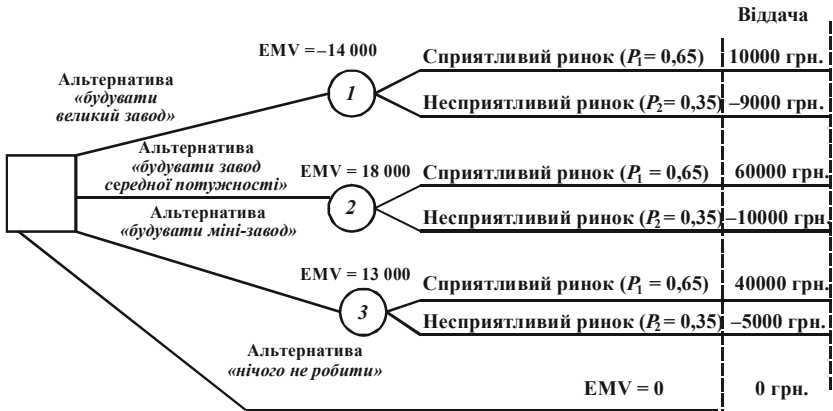 Віддача
EMV = –14 000
Сприятливий ринок (P₁ = 0,65) 10000 грн.
Альтернатива
«будувати
великий завод»
1
Несприятливий ринок (P₂ = 0,35) –9000 грн.
Альтернатива
«будувати завод
середної потужності»
EMV = 18 000
Сприятливий ринок (P₁ = 0,65) 60000 грн.
2
Альтернатива
«будувати міні-завод»
Несприятливий ринок (P₂ = 0,35) –10000 грн.
EMV = 13 000
Сприятливий ринок (P₁ = 0,65) 40000 грн.
3
Несприятливий ринок (P₂ = 0,35) –5000 грн.
Альтернатива
«нічого не робити»
EMV = 0 0 грн.